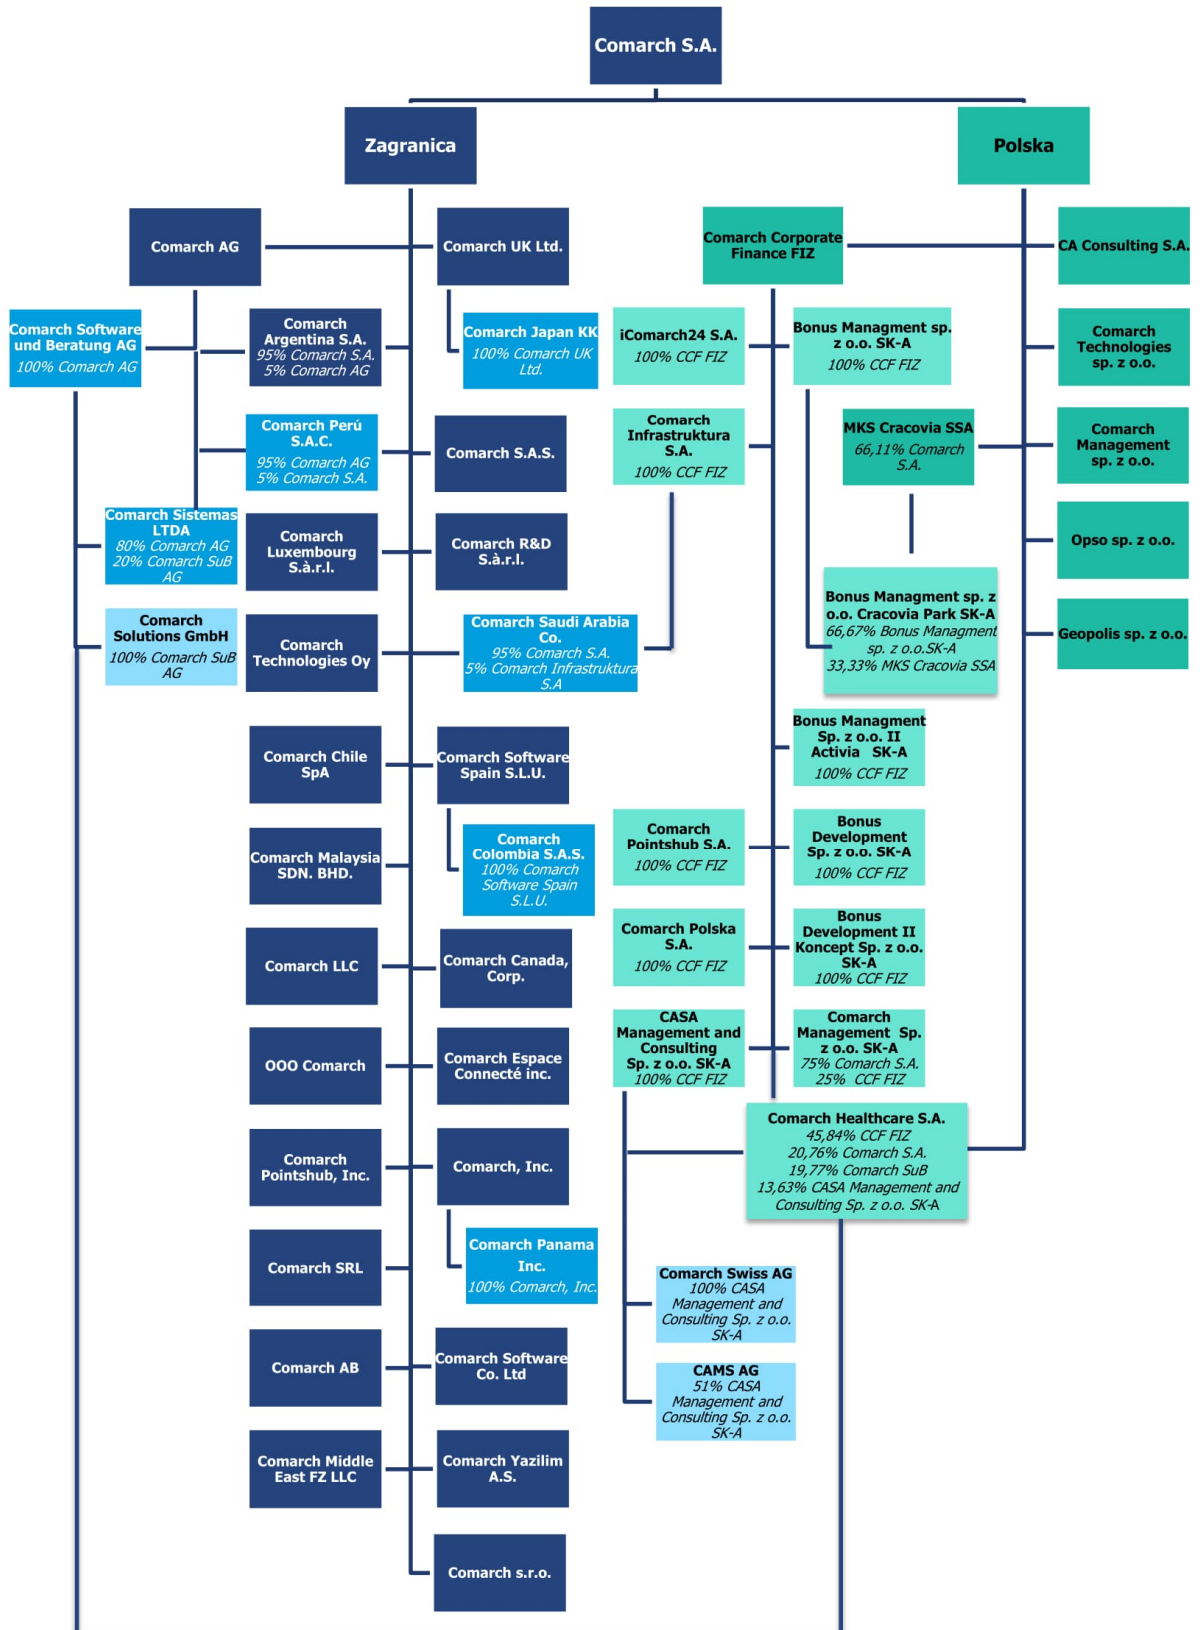 Comarch S.A.
Zagranica
Polska
Comarch AG
Comarch UK Ltd.
Comarch Corporate
Finance FIZ
CA Consulting S.A.
Comarch Software
und Beratung AG
100% Comarch AG
Comarch
Argentina S.A.
95% Comarch S.A.
5% Comarch AG
Comarch Japan KK
100% Comarch UK
Ltd.
iComarch24 S.A.
100% CCF FIZ
Bonus Managment sp.
z o.o. SK-A
100% CCF FIZ
Comarch
Technologies
sp. z o.o.
Comarch Perú
S.A.C.
95% Comarch AG
5% Comarch S.A.
Comarch S.A.S.
Comarch
Infrastruktura
S.A.
100% CCF FIZ
MKS Cracovia SSA
66,11% Comarch
S.A.
Comarch
Management
sp. z o.o.
Comarch Sistemas
LTDA
80% Comarch AG
20% Comarch SuB
AG
Comarch
Luxembourg
S.à.r.l.
Comarch R&D
S.à.r.l.
Opso sp. z o.o.
Comarch
Solutions GmbH
100% Comarch SuB
AG
Comarch
Technologies Oy
Comarch Saudi Arabia
Co.
95% Comarch S.A.
5% Comarch Infrastruktura
S.A
Bonus Managment sp. z
o.o. Cracovia Park SK-A
66,67% Bonus Managment
sp. z o.o.SK-A
33,33% MKS Cracovia SSA
Geopolis sp. z o.o.
Comarch Chile
SpA
Comarch Software
Spain S.L.U.
Bonus Managment
Sp. z o.o. II
Activia SK-A
100% CCF FIZ
Comarch Malaysia
SDN. BHD.
Comarch
Colombia S.A.S.
100% Comarch
Software Spain
S.L.U.
Comarch
Pointshub S.A.
100% CCF FIZ
Bonus
Development
Sp. z o.o. SK-A
100% CCF FIZ
Comarch LLC
Comarch Canada,
Corp.
Comarch Polska
S.A.
100% CCF FIZ
Bonus
Development II
Koncept Sp. z o.o.
SK-A
100% CCF FIZ
OOO Comarch
Comarch Espace
Connecté inc.
CASA
Management and
Consulting
Sp. z o.o. SK-A
100% CCF FIZ
Comarch
Management Sp.
z o.o. SK-A
75% Comarch S.A.
25% CCF FIZ
Comarch
Pointshub, Inc.
Comarch, Inc.
Comarch Healthcare S.A.
45,84% CCF FIZ
20,76% Comarch S.A.
19,77% Comarch SuB
13,63% CASA Management and
Consulting Sp. z o.o. SK-A
Comarch SRL
Comarch Panama
Inc.
100% Comarch, Inc.
Comarch Swiss AG
100% CASA
Management and
Consulting Sp. z o.o.
SK-A
Comarch AB
Comarch Software
Co. Ltd
CAMS AG
51% CASA
Management and
Consulting Sp. z o.o.
SK-A
Comarch Middle
East FZ LLC
Comarch Yazilim
A.S.
Comarch s.r.o.